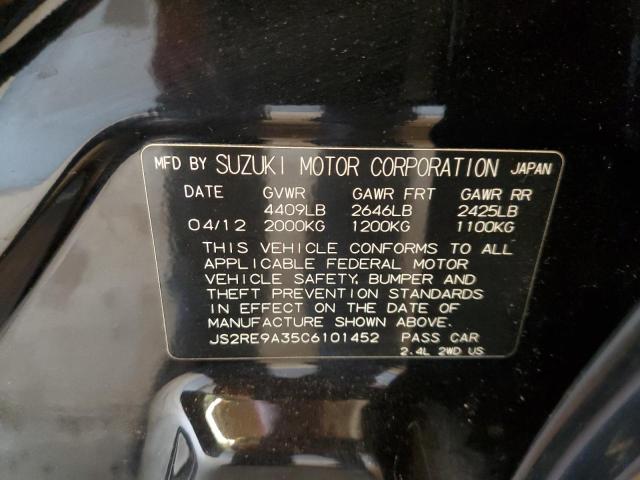 MFD BY SUZUKI MOTOR CORPORATION JAPAN
DATE GVWR GAWR FRT GAWR RR
4409LB 2646LB 2425LB
04/12 2000KG 1200KG 1100KG
THIS VEHICLE CONFORMS TO ALL
APPLICABLE FEDERAL MOTOR
VEHICLE SAFETY, BUMPER AND
THEFT PREVENTION STANDARDS
IN EFFECT ON THE DATE OF
MANUFACTURE SHOWN ABOVE.
JS2RE9A35C6101452 PASS CAR
2.4L 2WD US